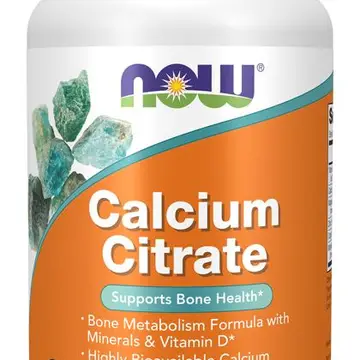 NOW®
Calcium
Citrate
Supports Bone Health*
• Bone Metabolism Formula with
Minerals & Vitamin D*
• Highly Bioavailable Calcium